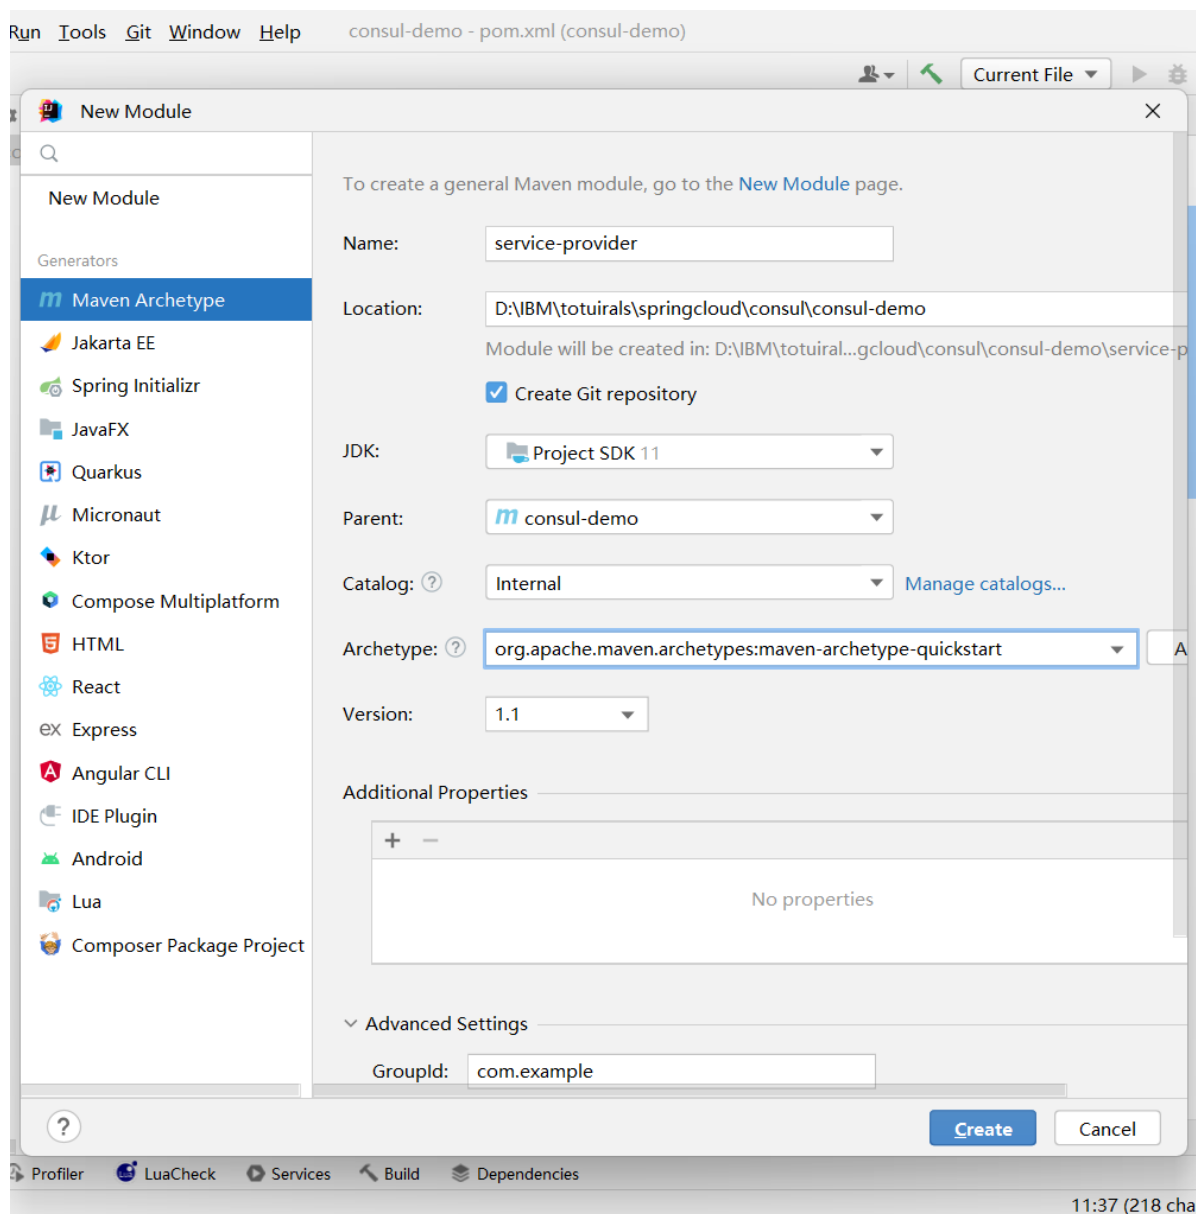 Run Tools Git Window Help consul-demo - pom.xml (consul-demo)
Current File
New Module
New Module
Generators
Maven Archetype
Jakarta EE
Spring Initializr
JavaFX
Quarkus
Micronaut
Ktor
Compose Multiplatform
HTML
React
Express
Angular CLI
IDE Plugin
Android
Lua
Composer Package Project
To create a general Maven module, go to the New Module page.
Name: service-provider
Location: D:\IBM\totuirals\springcloud\consul\consul-demo
Module will be created in: D:\IBM\totuiral...gcloud\consul\consul-demo\service-p
Create Git repository
JDK: Project SDK 11
Parent: consul-demo
Catalog: ? Internal Manage catalogs...
Archetype: ? org.apache.maven.archetypes:maven-archetype-quickstart A
Version: 1.1
Additional Properties
No properties
Advanced Settings
GroupId: com.example
? Create Cancel
Profiler LuaCheck Services Build Dependencies
11:37 (218 cha